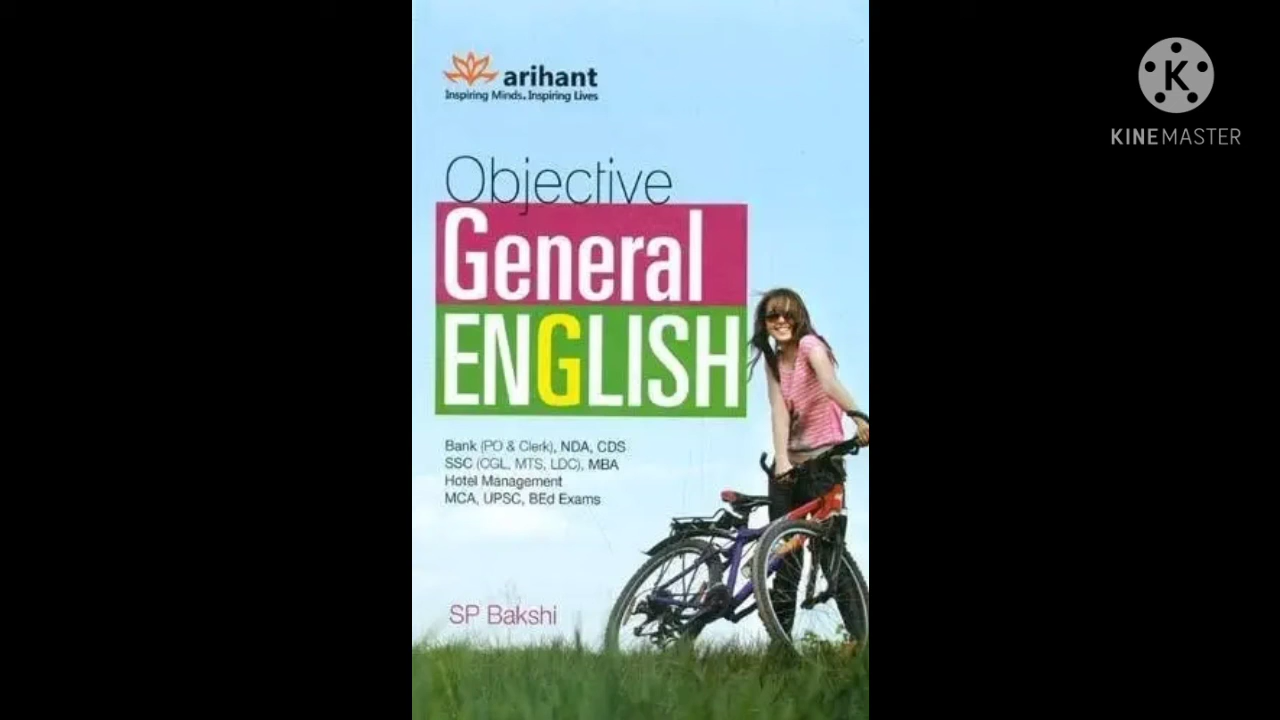 arihant
Inspiring Minds. Inspiring Lives
Objective
General
ENGLISH
Bank (PO & Clerk), NDA, CDS
SSC (CGL, MTS, LDC), MBA
Hotel Management
MCA, UPSC, BEd Exams
SP Bakshi
K
KINEMASTER